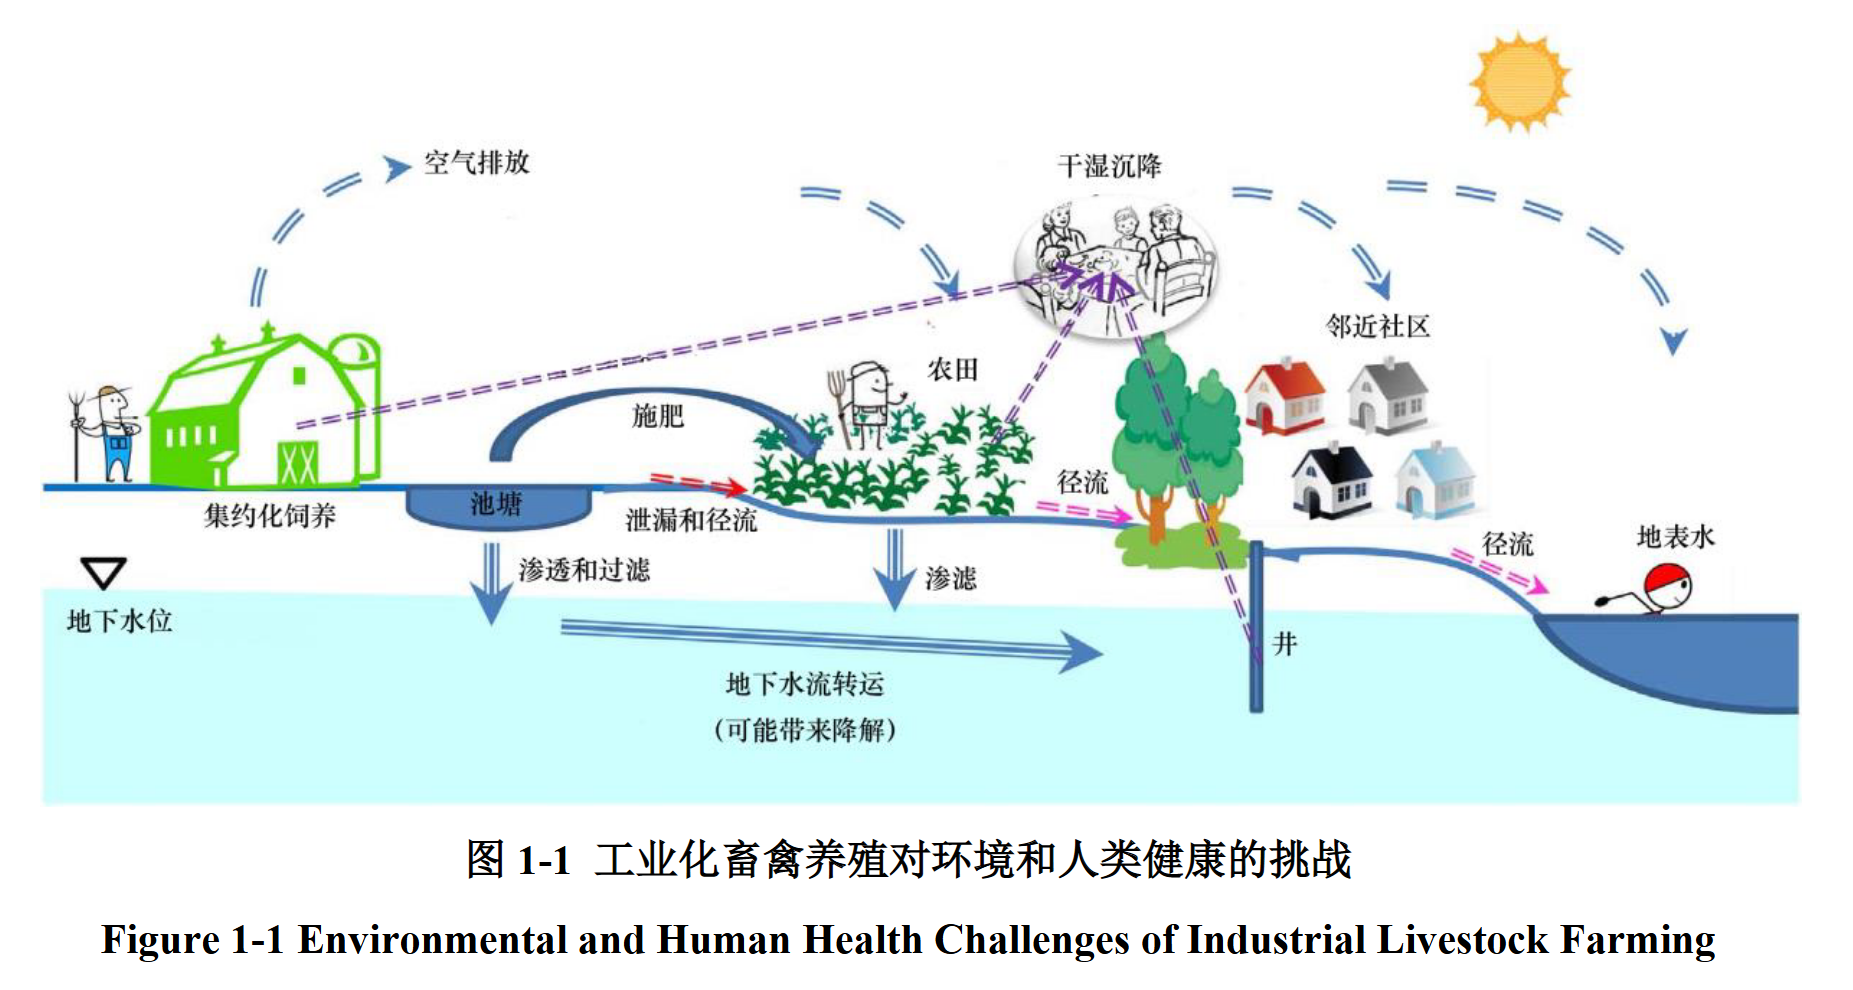 空气排放
干湿沉降
邻近社区
农田
施肥
径流
集约化饲养
池塘
泄漏和径流
径流
地表水
渗透和过滤
渗滤
地下水位
井
地下水流转运
(可能带来降解)
图 1-1 工业化畜禽养殖对环境和人类健康的挑战
Figure 1-1 Environmental and Human Health Challenges of Industrial Livestock Farming